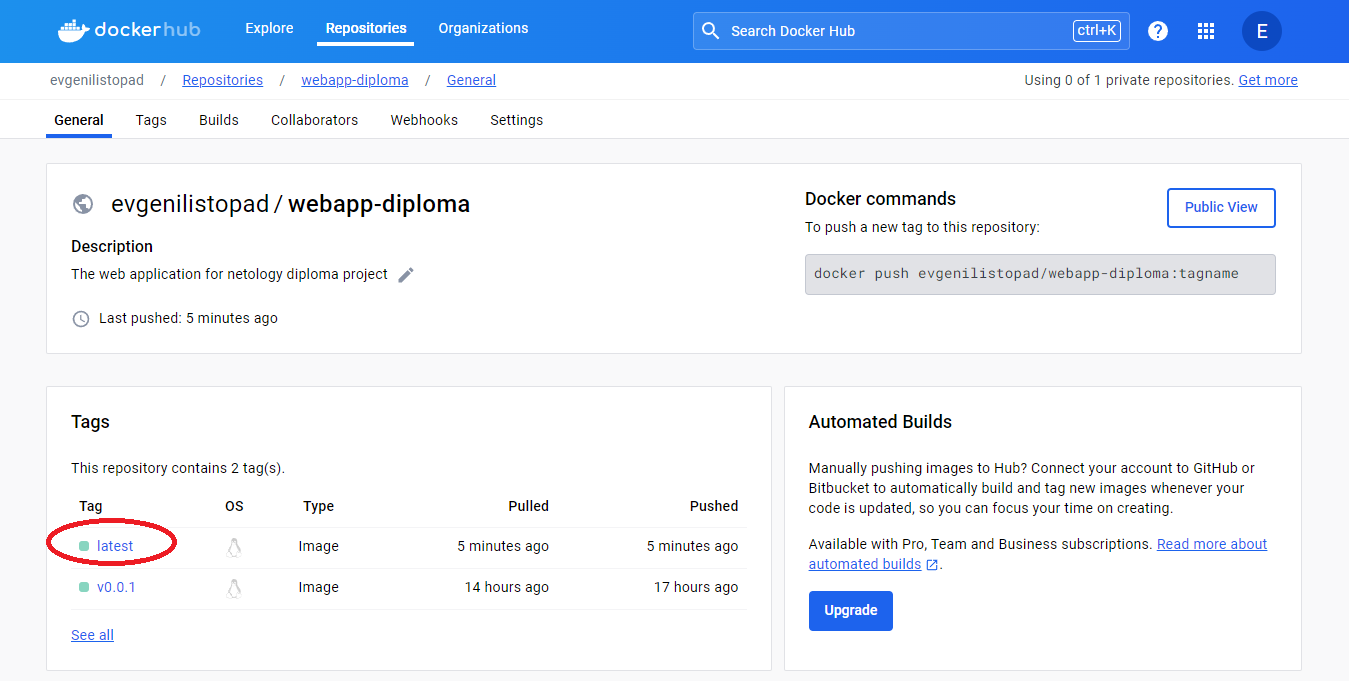 dockerhub Explore Repositories Organizations Search Docker Hub ctrl+K ? E
evgenilistopad / Repositories / webapp-diploma / General Using 0 of 1 private repositories. Get more
General Tags Builds Collaborators Webhooks Settings
evgenilistopad / webapp-diploma
Description
The web application for netology diploma project
Last pushed: 5 minutes ago
Docker commands
Public View
To push a new tag to this repository:
docker push evgenilistopad/webapp-diploma:tagname
Tags
This repository contains 2 tag(s).
Tag OS Type Pulled Pushed
latest Image 5 minutes ago 5 minutes ago
v0.0.1 Image 14 hours ago 17 hours ago
See all
Automated Builds
Manually pushing images to Hub? Connect your account to GitHub or
Bitbucket to automatically build and tag new images whenever your
code is updated, so you can focus your time on creating.
Available with Pro, Team and Business subscriptions. Read more about
automated builds .
Upgrade